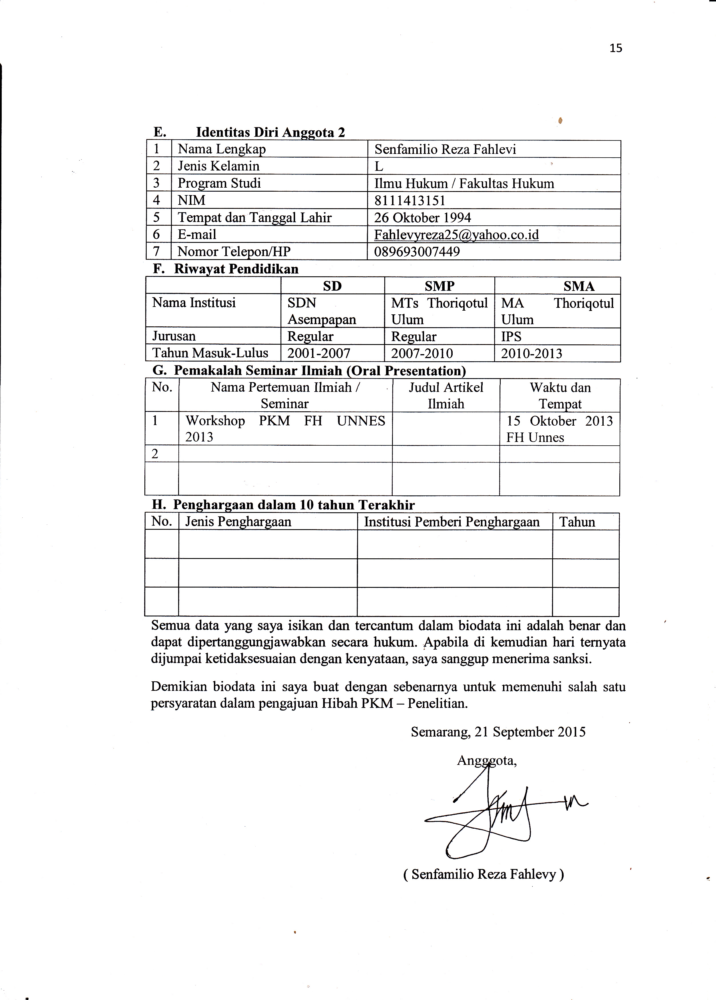 15
E. Identitas Diri Anggota 2
1 Nama Lengkap Senfamilio Reza Fahlevi
2 Jenis Kelamin L
3 Program Studi Ilmu Hukum / Fakultas Hukum
4 NIM 8111413151
5 Tempat dan Tanggal Lahir 26 Oktober 1994
6 E-mail Fahlevyreza25@yahoo.co.id
7 Nomor Telepon/HP 089693007449
F. Riwayat Pendidikan
SD SMP SMA
Nama Institusi SDN MTs Thoriqotul MA Thoriqotul
Asempapan Ulum Ulum
Jurusan Regular Regular IPS
Tahun Masuk-Lulus 2001-2007 2007-2010 2010-2013
G. Pemakalah Seminar Ilmiah (Oral Presentation)
No. Nama Pertemuan Ilmiah / Judul Artikel Waktu dan
Seminar Ilmiah Tempat
1 Workshop PKM FH UNNES 15 Oktober 2013
2013 FH Unnes
2
H. Penghargaan dalam 10 tahun Terakhir
No. Jenis Penghargaan Institusi Pemberi Penghargaan Tahun
Semua data yang saya isikan dan tercantum dalam biodata ini adalah benar dan
dapat dipertanggungjawabkan secara hukum. Apabila di kemudian hari ternyata
dijumpai ketidaksesuaian dengan kenyataan, saya sanggup menerima sanksi.
Demikian biodata ini saya buat dengan sebenarnya untuk memenuhi salah satu
persyaratan dalam pengajuan Hibah PKM – Penelitian.
Semarang, 21 September 2015
Angggota,
( Senfamilio Reza Fahlevy )